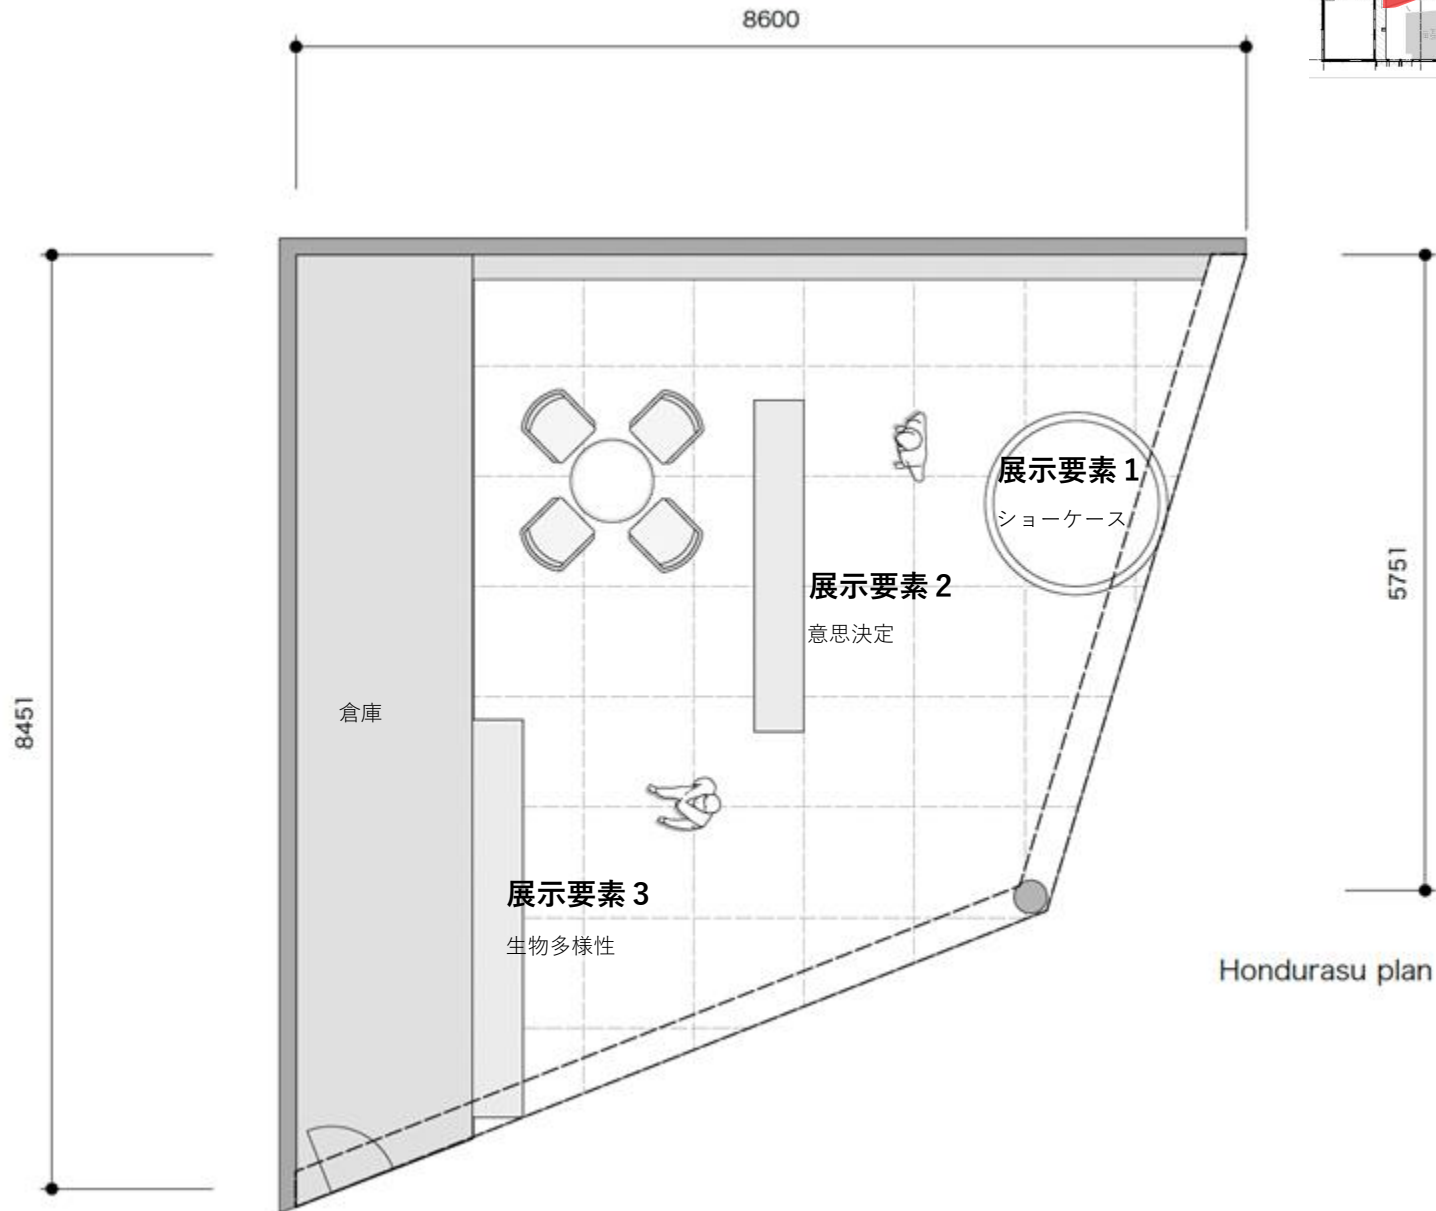 8600
展示要素 1
ショーケース
5751
展示要素 2
意思決定
8451
倉庫
展示要素 3
生物多様性
Hondurasu plan